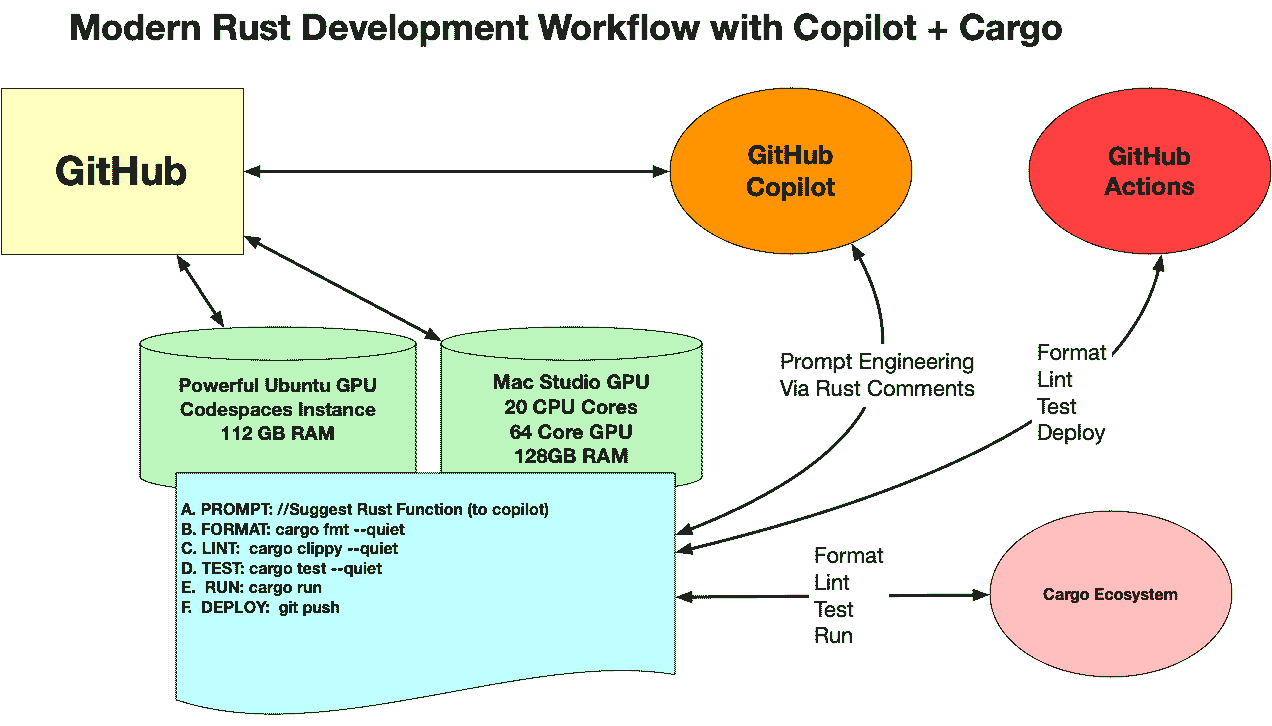 Modern Rust Development Workflow with Copilot + Cargo
GitHub
GitHub
Copilot
GitHub
Actions
Powerful Ubuntu GPU
Codespaces Instance
112 GB RAM
Mac Studio GPU
20 CPU Cores
64 Core GPU
128GB RAM
Prompt Engineering
Via Rust Comments
Format
Lint
Test
Deploy
A. PROMPT: //Suggest Rust Function (to copilot)
B. FORMAT: cargo fmt --quiet
C. LINT: cargo clippy --quiet
D. TEST: cargo test --quiet
E. RUN: cargo run
F. DEPLOY: git push
Format
Lint
Test
Run
Cargo Ecosystem